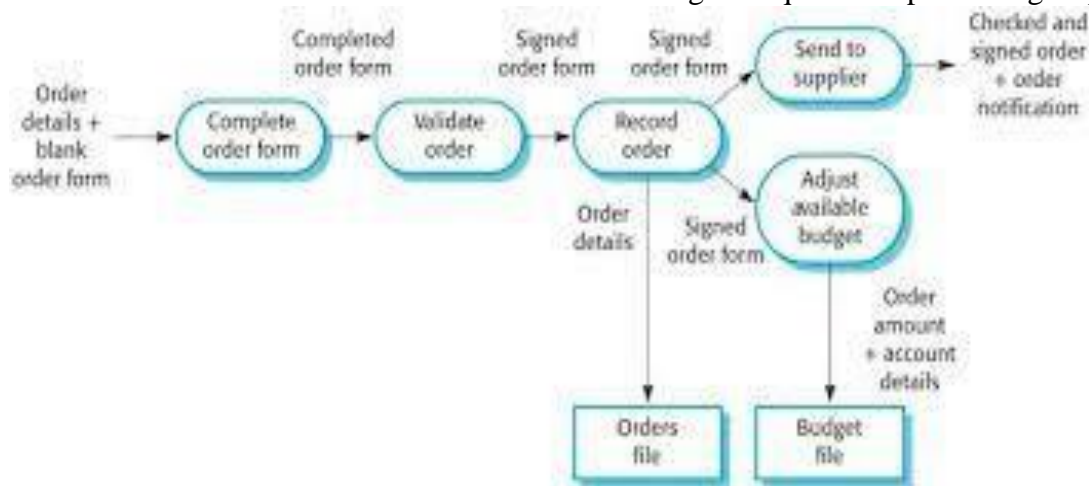 Completed
order form
Signed
order form
Signed
order form
Send to
supplier
Checked and
signed order
+ order
notification
Order
details +
blank
order form
Complete
order form
Validate
order
Record
order
Adjust
available
budget
Order
details
Signed
order form
Order
amount
+ account
details
Orders
file
Budget
file